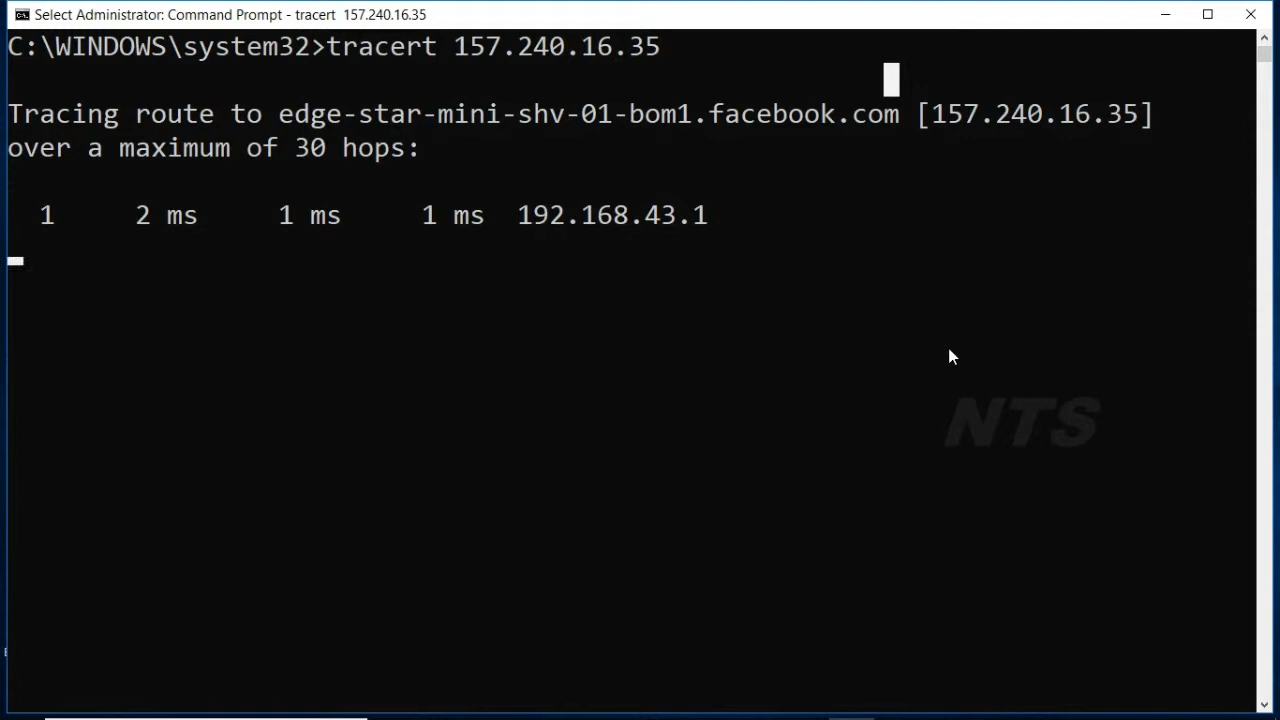 Select Administrator: Command Prompt - tracert 157.240.16.35
C:\WINDOWS\system32>tracert 157.240.16.35
Tracing route to edge-star-mini-shv-01-bom1.facebook.com [157.240.16.35]
over a maximum of 30 hops:
1 2 ms 1 ms 1 ms 192.168.43.1
NTS